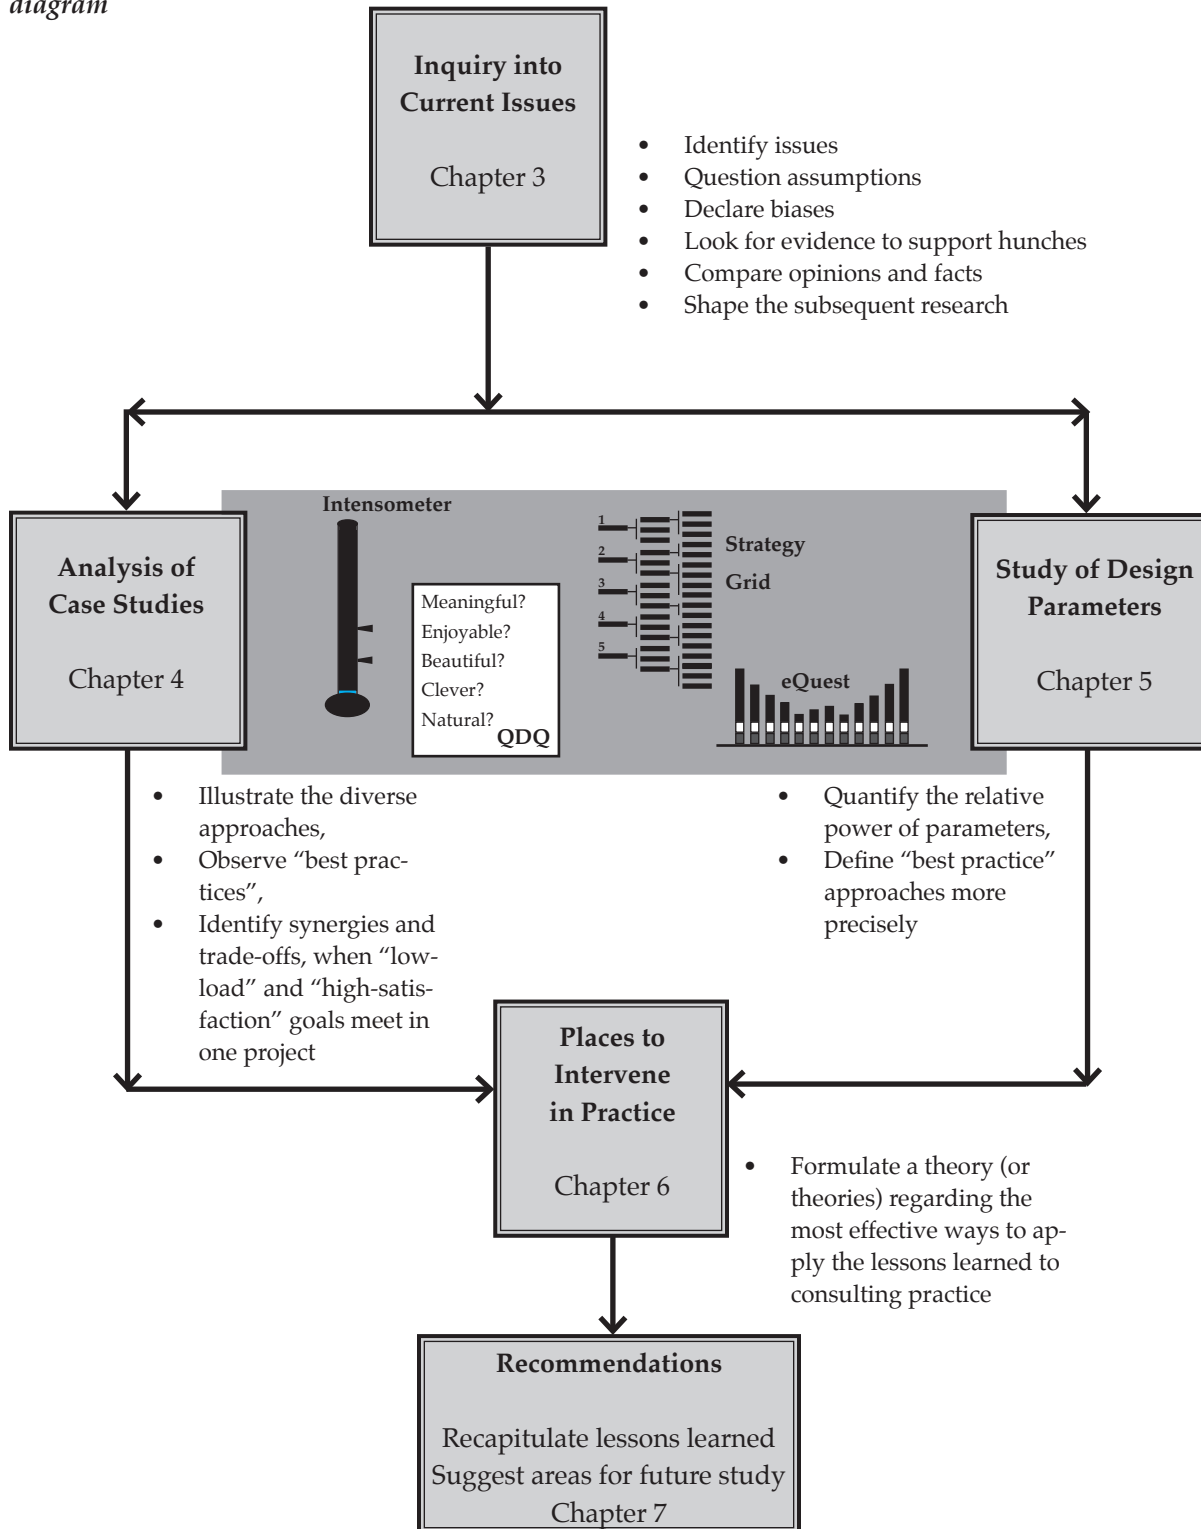 diagram
Inquiry into
Current Issues
Chapter 3
• Identify issues
• Question assumptions
• Declare biases
• Look for evidence to support hunches
• Compare opinions and facts
• Shape the subsequent research
Analysis of
Case Studies
Chapter 4
Intensometer
Meaningful?
Enjoyable?
Beautiful?
Clever?
Natural?
QDQ
1
2
3
4
5
Strategy
Grid
eQuest
Study of Design
Parameters
Chapter 5
• Illustrate the diverse
approaches,
• Observe “best prac-
tices”,
• Identify synergies and
trade-offs, when “low-
load” and “high-satis-
faction” goals meet in
one project
• Quantify the relative
power of parameters,
• Define “best practice”
approaches more
precisely
Places to
Intervene
in Practice
Chapter 6
• Formulate a theory (or
theories) regarding the
most effective ways to ap-
ply the lessons learned to
consulting practice
Recommendations
Recapitulate lessons learned
Suggest areas for future study
Chapter 7